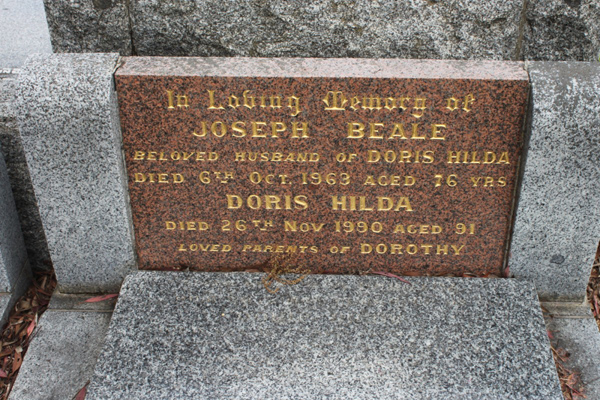 In Loving Memory of
JOSEPH BEALE
BELOVED HUSBAND OF DORIS HILDA
DIED 6TH OCT. 1963 AGED 76 YRS
DORIS HILDA
DIED 26TH NOV 1990 AGED 91
LOVED PARENTS OF DOROTHY